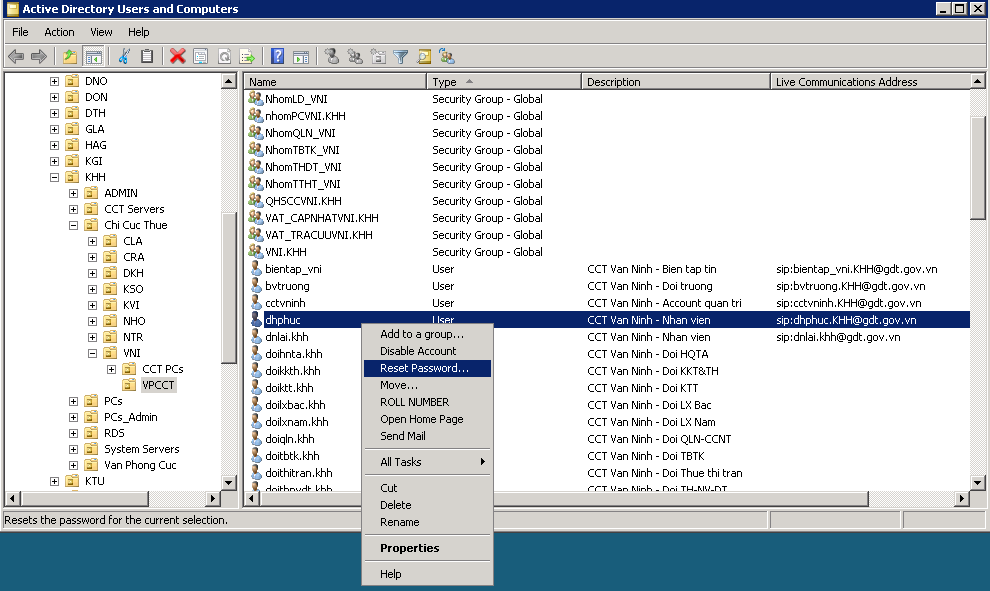 Active Directory Users and Computers
File Action View Help
DNO
DON
DTH
GLA
HAG
KGI
KHH
ADMIN
CCT Servers
Chi Cuc Thue
CLA
CRA
DKH
KSO
KVI
NHO
NTR
VNI
CCT PCs
VPCCT
PCs
PCs_Admin
RDS
System Servers
Van Phong Cuc
KTU
Name Type Description Live Communications Address
NhomLD_VNI Security Group - Global
nhomPCVNI.KHH Security Group - Global
NhomQLN_VNI Security Group - Global
NhomTBTK_VNI Security Group - Global
NhomTHDT_VNI Security Group - Global
NhomTTHT_VNI Security Group - Global
QHSCCVNI.KHH Security Group - Global
VAT_CAPNHATVNI.KHH Security Group - Global
VAT_TRACUUVNI.KHH Security Group - Global
VNI.KHH Security Group - Global
bientap_vni User CCT Van Ninh - Bien tap tin sip:bientap_vni.KHH@gdt.gov.vn
bvtruong User CCT Van Ninh - Doi truong sip:bvtruong.KHH@gdt.gov.vn
cctvninh User CCT Van Ninh - Account quan tri sip:cctvninh.KHH@gdt.gov.vn
dhphuc User CCT Van Ninh - Nhan vien sip:dhphuc.KHH@gdt.gov.vn
dnlai.khh CCT Van Ninh - Nhan vien sip:dnlai.khh@gdt.gov.vn
doihnta.khh CCT Van Ninh - Doi HQTA
doikkth.khh CCT Van Ninh - Doi KKT&TH
doiktt.khh CCT Van Ninh - Doi KTT
doilxbac.khh CCT Van Ninh - Doi LX Bac
doilxnam.khh CCT Van Ninh - Doi LX Nam
doiqln.khh CCT Van Ninh - Doi QLN-CCNT
doitbtk.khh CCT Van Ninh - Doi TBTK
doithitran.khh CCT Van Ninh - Doi Thue thi tran
doithnvdt.khh CCT Van Ninh - Doi TH-NV-DT
Add to a group...
Disable Account
Reset Password...
Move...
ROLL NUMBER
Open Home Page
Send Mail
All Tasks
Cut
Delete
Rename
Properties
Help
Resets the password for the current selection.